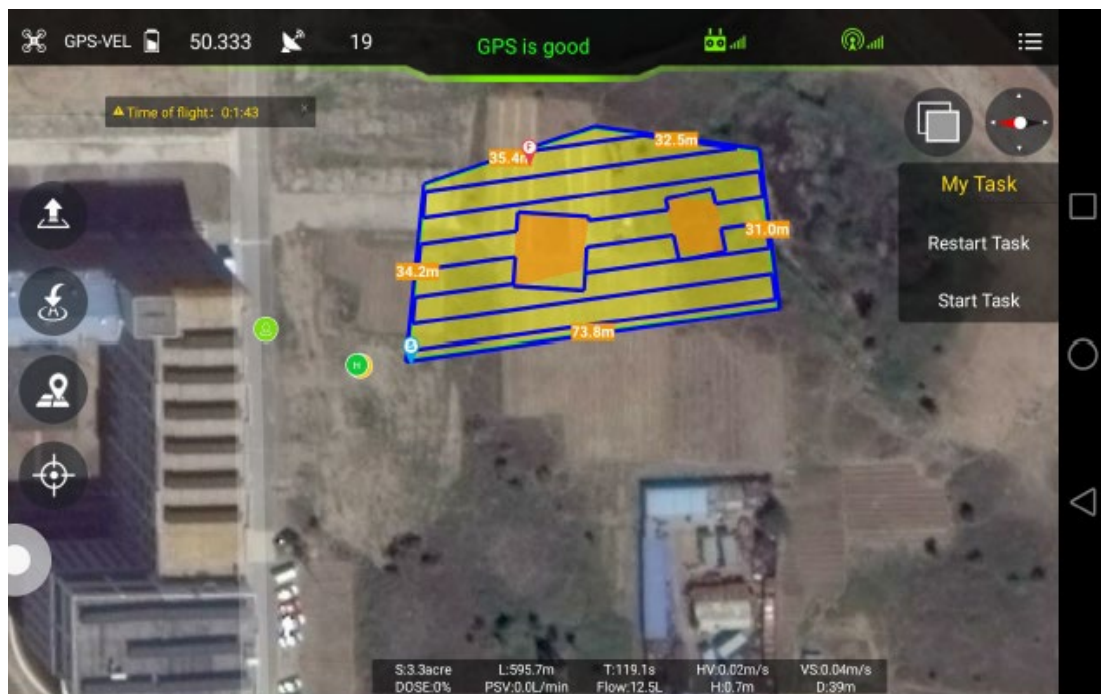 GPS-VEL 50.333 19 GPS is good
Time of flight: 0:1:43 ×
My Task
Restart Task
Start Task
35.4m
32.5m
31.0m
34.2m
73.8m
F
S
H
S:3.3acre L:595.7m T:119.1s HV:0.02m/s VS:0.04m/s
DOSE:0% PSV:0.0L/min Flow:12.5L H:0.7m D:39m